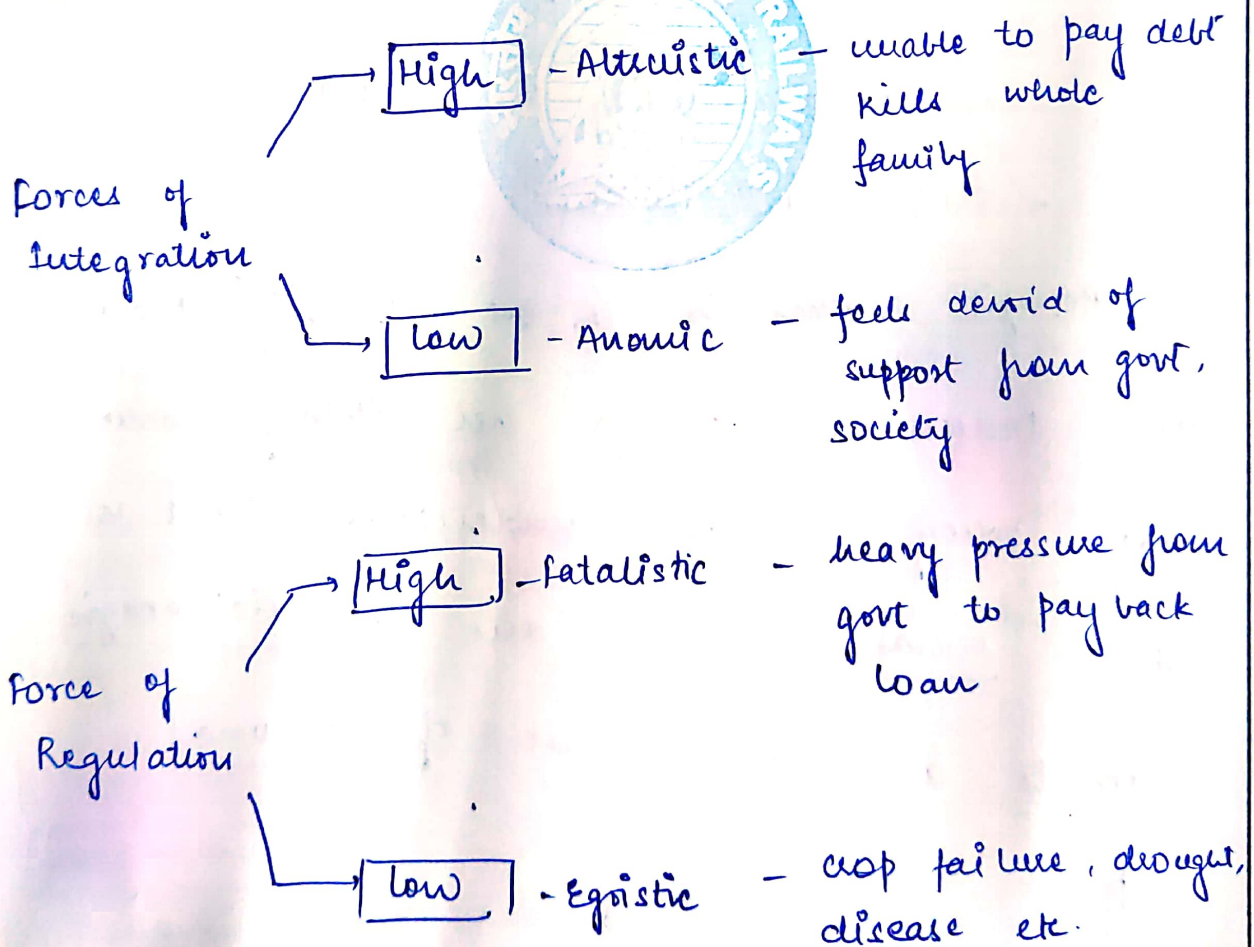 RAILWAYS
High - Altruistic - unable to pay debt
kills whole
family
Forces of
Integration
Low - Anomic - feels devoid of
support from govt,
society
High - Fatalistic - heavy pressure from
govt to pay back
loan
Force of
Regulation
Low - Egoistic - crop failure, drought,
disease etc.